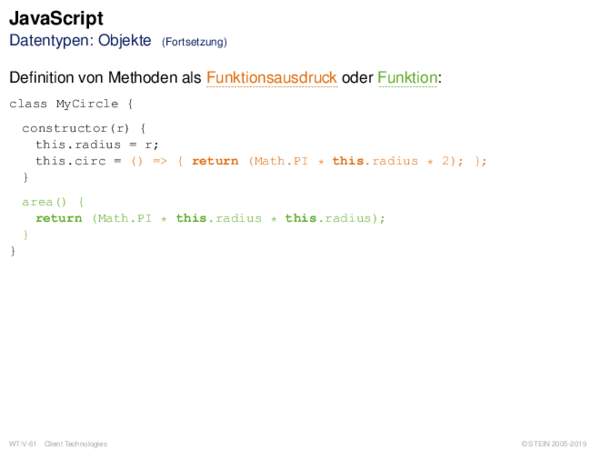 JavaScript
Datentypen: Objekte (Fortsetzung)
Definition von Methoden als Funktionsausdruck oder Funktion:
class MyCircle {
constructor(r) {
this.radius = r;
this.circ = () => { return (Math.PI * this.radius * 2); };
}
area() {
return (Math.PI * this.radius * this.radius);
}
}
WT:V-61 Client Technologies © STEIN 2005-2019